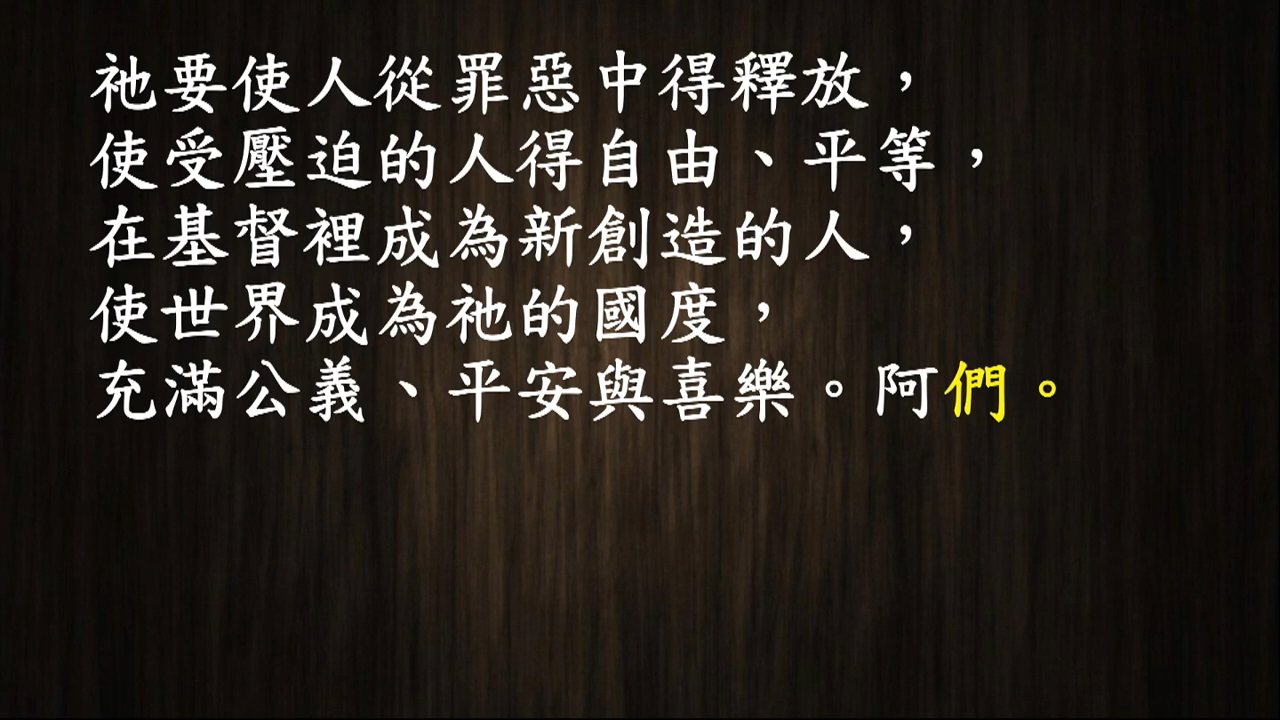 祂要使人從罪惡中得釋放，
使受壓迫的人得自由、平等，
在基督裡成為新創造的人，
使世界成為祂的國度，
充滿公義、平安與喜樂。阿們。